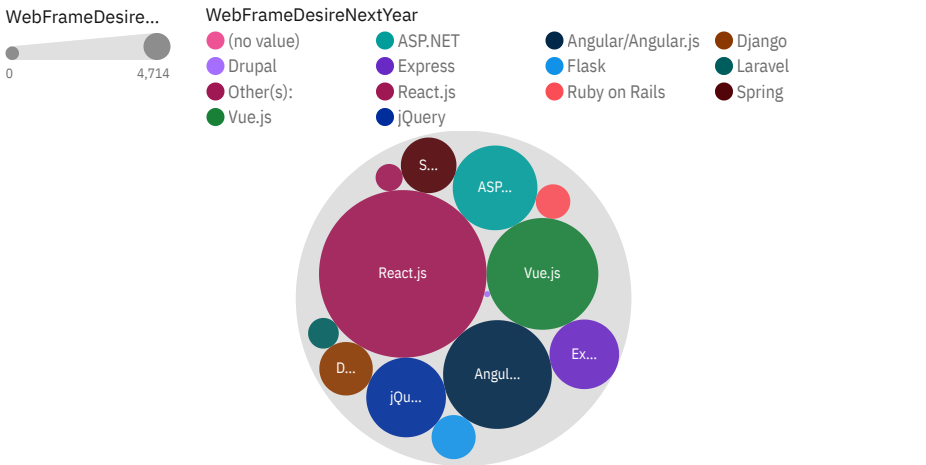 WebFrameDesire...
0 4,714
WebFrameDesireNextYear
(no value) ASP.NET Angular/Angular.js Django
Drupal Express Flask Laravel
Other(s): React.js Ruby on Rails Spring
Vue.js jQuery
S...
ASP...
React.js Vue.js
Ex...
D... Angul...
jQu...